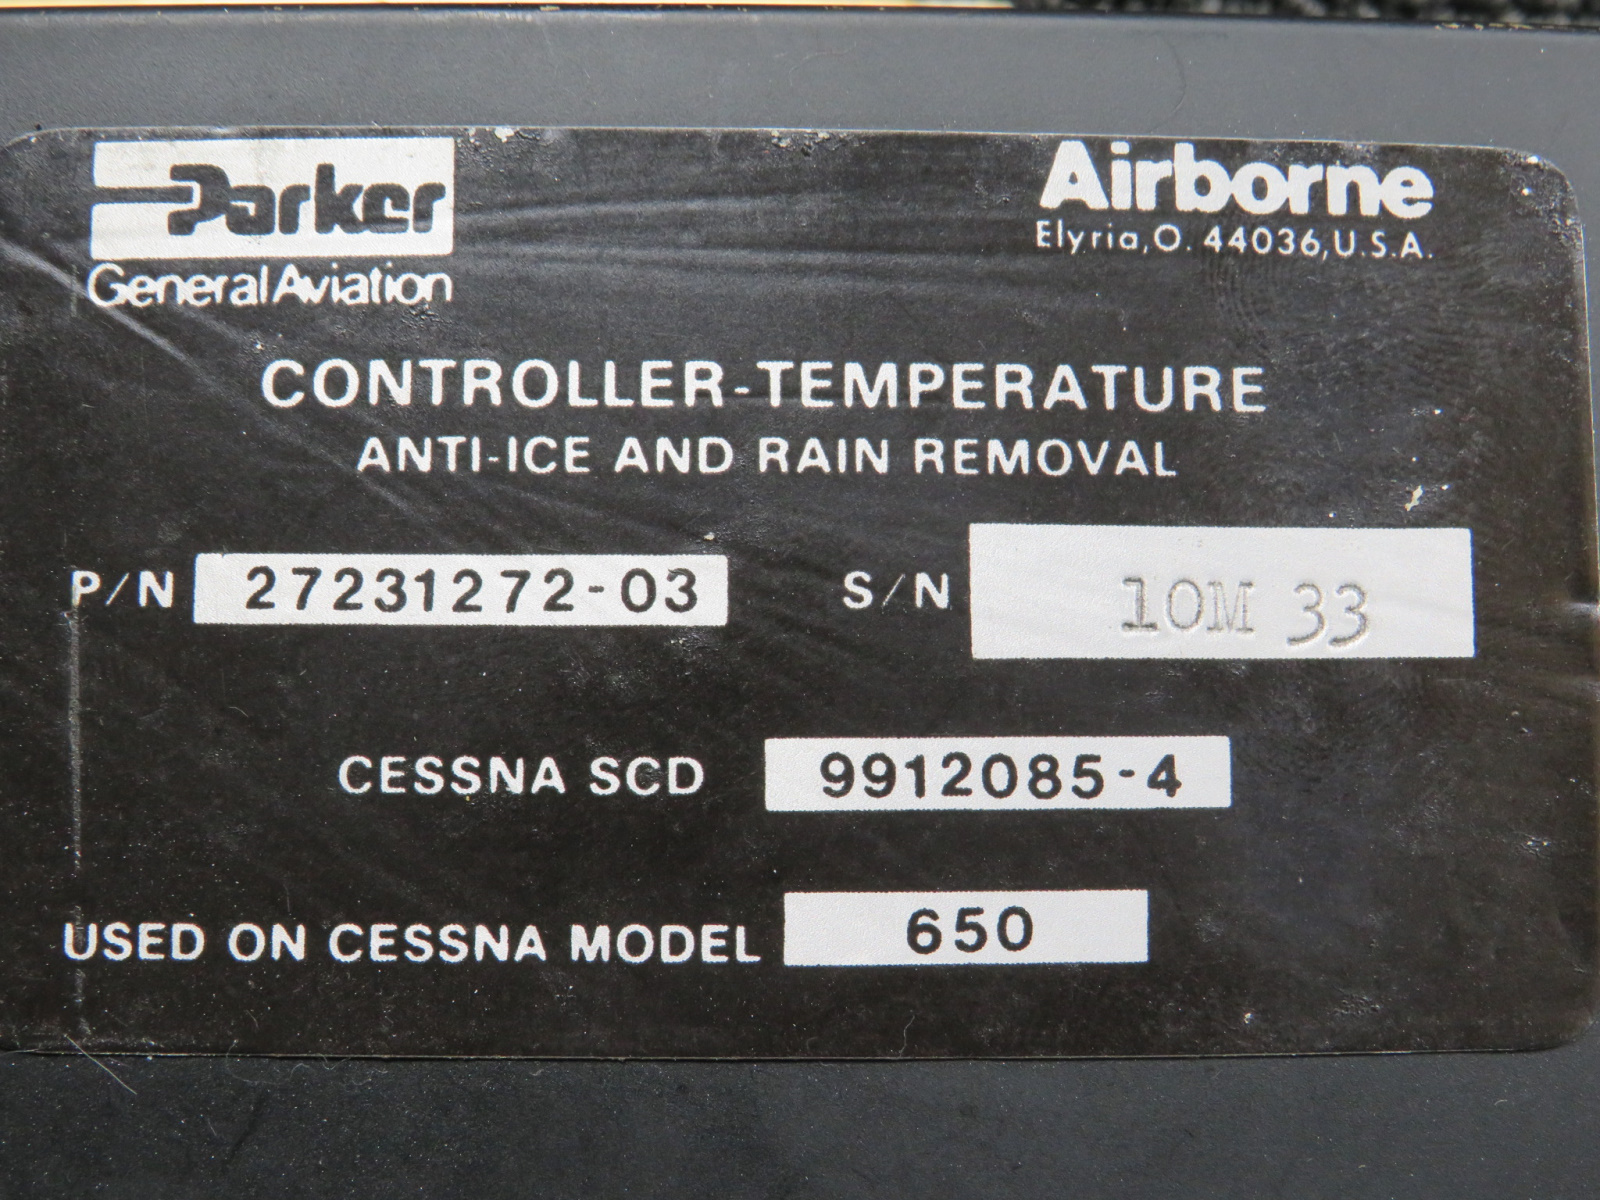 Parker
General Aviation
Airborne
Elyria, O. 44036, U.S.A.
CONTROLLER-TEMPERATURE
ANTI-ICE AND RAIN REMOVAL
P/N 27231272-03 S/N 10M 33
CESSNA SCD 9912085-4
USED ON CESSNA MODEL 650